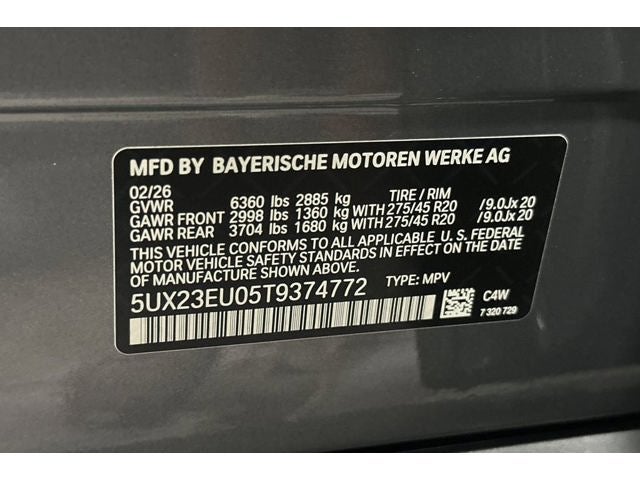 MFD BY BAYERISCHE MOTOREN WERKE AG
02/26 TIRE / RIM
GVWR 6360 lbs 2885 kg
GAWR FRONT 2998 lbs 1360 kg WITH 275/45 R20 /9.0Jx20
GAWR REAR 3704 lbs 1680 kg WITH 275/45 R20 /9.0Jx20
THIS VEHICLE CONFORMS TO ALL APPLICABLE U. S. FEDERAL
MOTOR VEHICLE SAFETY STANDARDS IN EFFECT ON THE DATE
OF MANUFACTURE SHOWN ABOVE.
5UX23EU05T9374772 TYPE: MPV
C4W
7 320 729